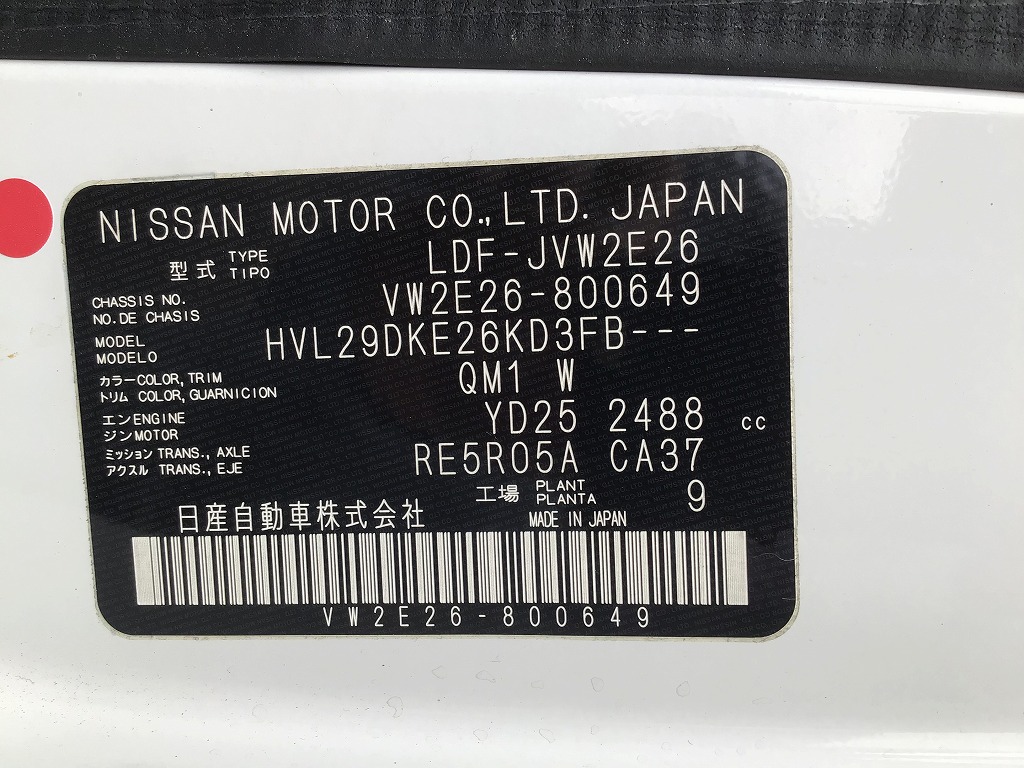 NISSAN MOTOR CO.,LTD. JAPAN
型式 TYPE TIPO LDF-JVW2E26
CHASSIS NO. NO.DE CHASIS VW2E26-800649
MODEL MODELO HVL29DKE26KD3FB---
カラー COLOR,TRIM QM1 W
トリム COLOR,GUARNICION
エン ENGINE YD25 2488 cc
ジン MOTOR
ミッション TRANS., AXLE RE5R05A CA37
アクスル TRANS., EJE
工場 PLANT PLANTA 9
日産自動車株式会社 MADE IN JAPAN
VW2E26-800649